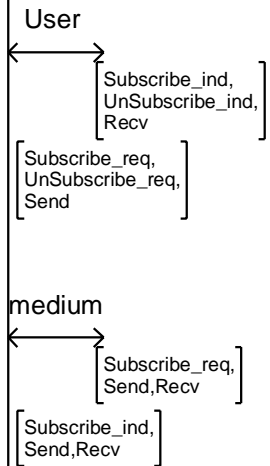 User
Subscribe_ind,
UnSubscribe_ind,
Recv
Subscribe_req,
UnSubscribe_req,
Send
medium
Subscribe_req,
Send,Recv
Subscribe_ind,
Send,Recv